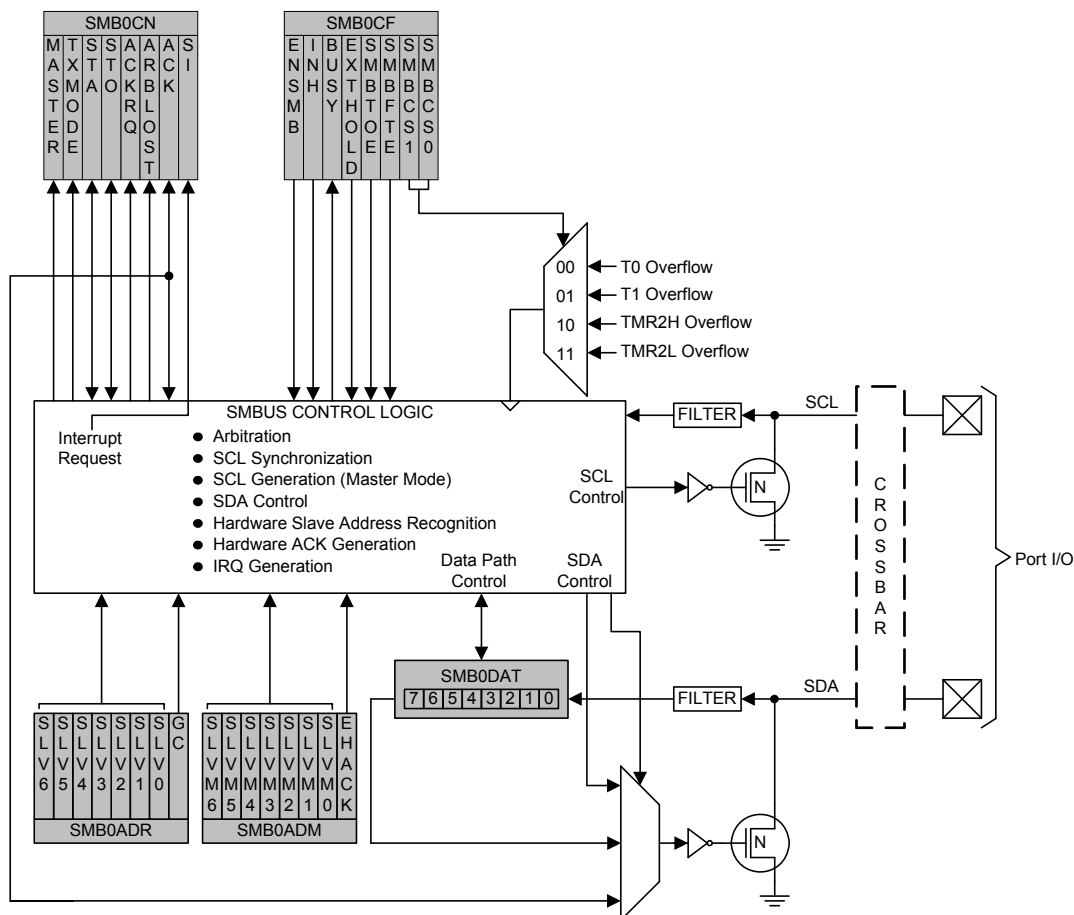 SMB0CN
MASTER
TXMODE
STA
STO
ACKRQ
ARBLOST
ACK
SI
SMB0CF
ENSMB
INH
BUSY
EXTHOLD
SMBTOE
SMBFTE
SMBCS1
SMBCS0
00
T0 Overflow
01
T1 Overflow
10
TMR2H Overflow
11
TMR2L Overflow
SMBUS CONTROL LOGIC
Interrupt
Request
● Arbitration
● SCL Synchronization
● SCL Generation (Master Mode)
● SDA Control
● Hardware Slave Address Recognition
● Hardware ACK Generation
● IRQ Generation
Data Path
Control
SDA
Control
SCL
Control
FILTER
SCL
N
CROSSBAR
Port I/O
SMB0DAT
7 6 5 4 3 2 1 0
FILTER
SDA
N
SLV6
SLV5
SLV4
SLV3
SLV2
SLV1
SLV0
GC
SMB0ADR
SLVM6
SLVM5
SLVM4
SLVM3
SLVM2
SLVM1
SLVM0
EHACK
SMB0ADM